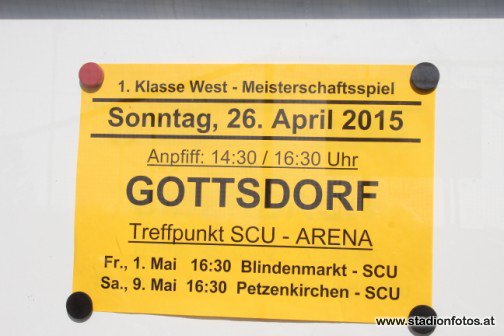 1. Klasse West - Meisterschaftsspiel
Sonntag, 26. April 2015
Anpfiff: 14:30 / 16:30 Uhr
GOTTSDORF
Treffpunkt SCU - ARENA
Fr., 1. Mai 16:30 Blindenmarkt - SCU
Sa., 9. Mai 16:30 Petzenkirchen - SCU
www.stadionfotos.at